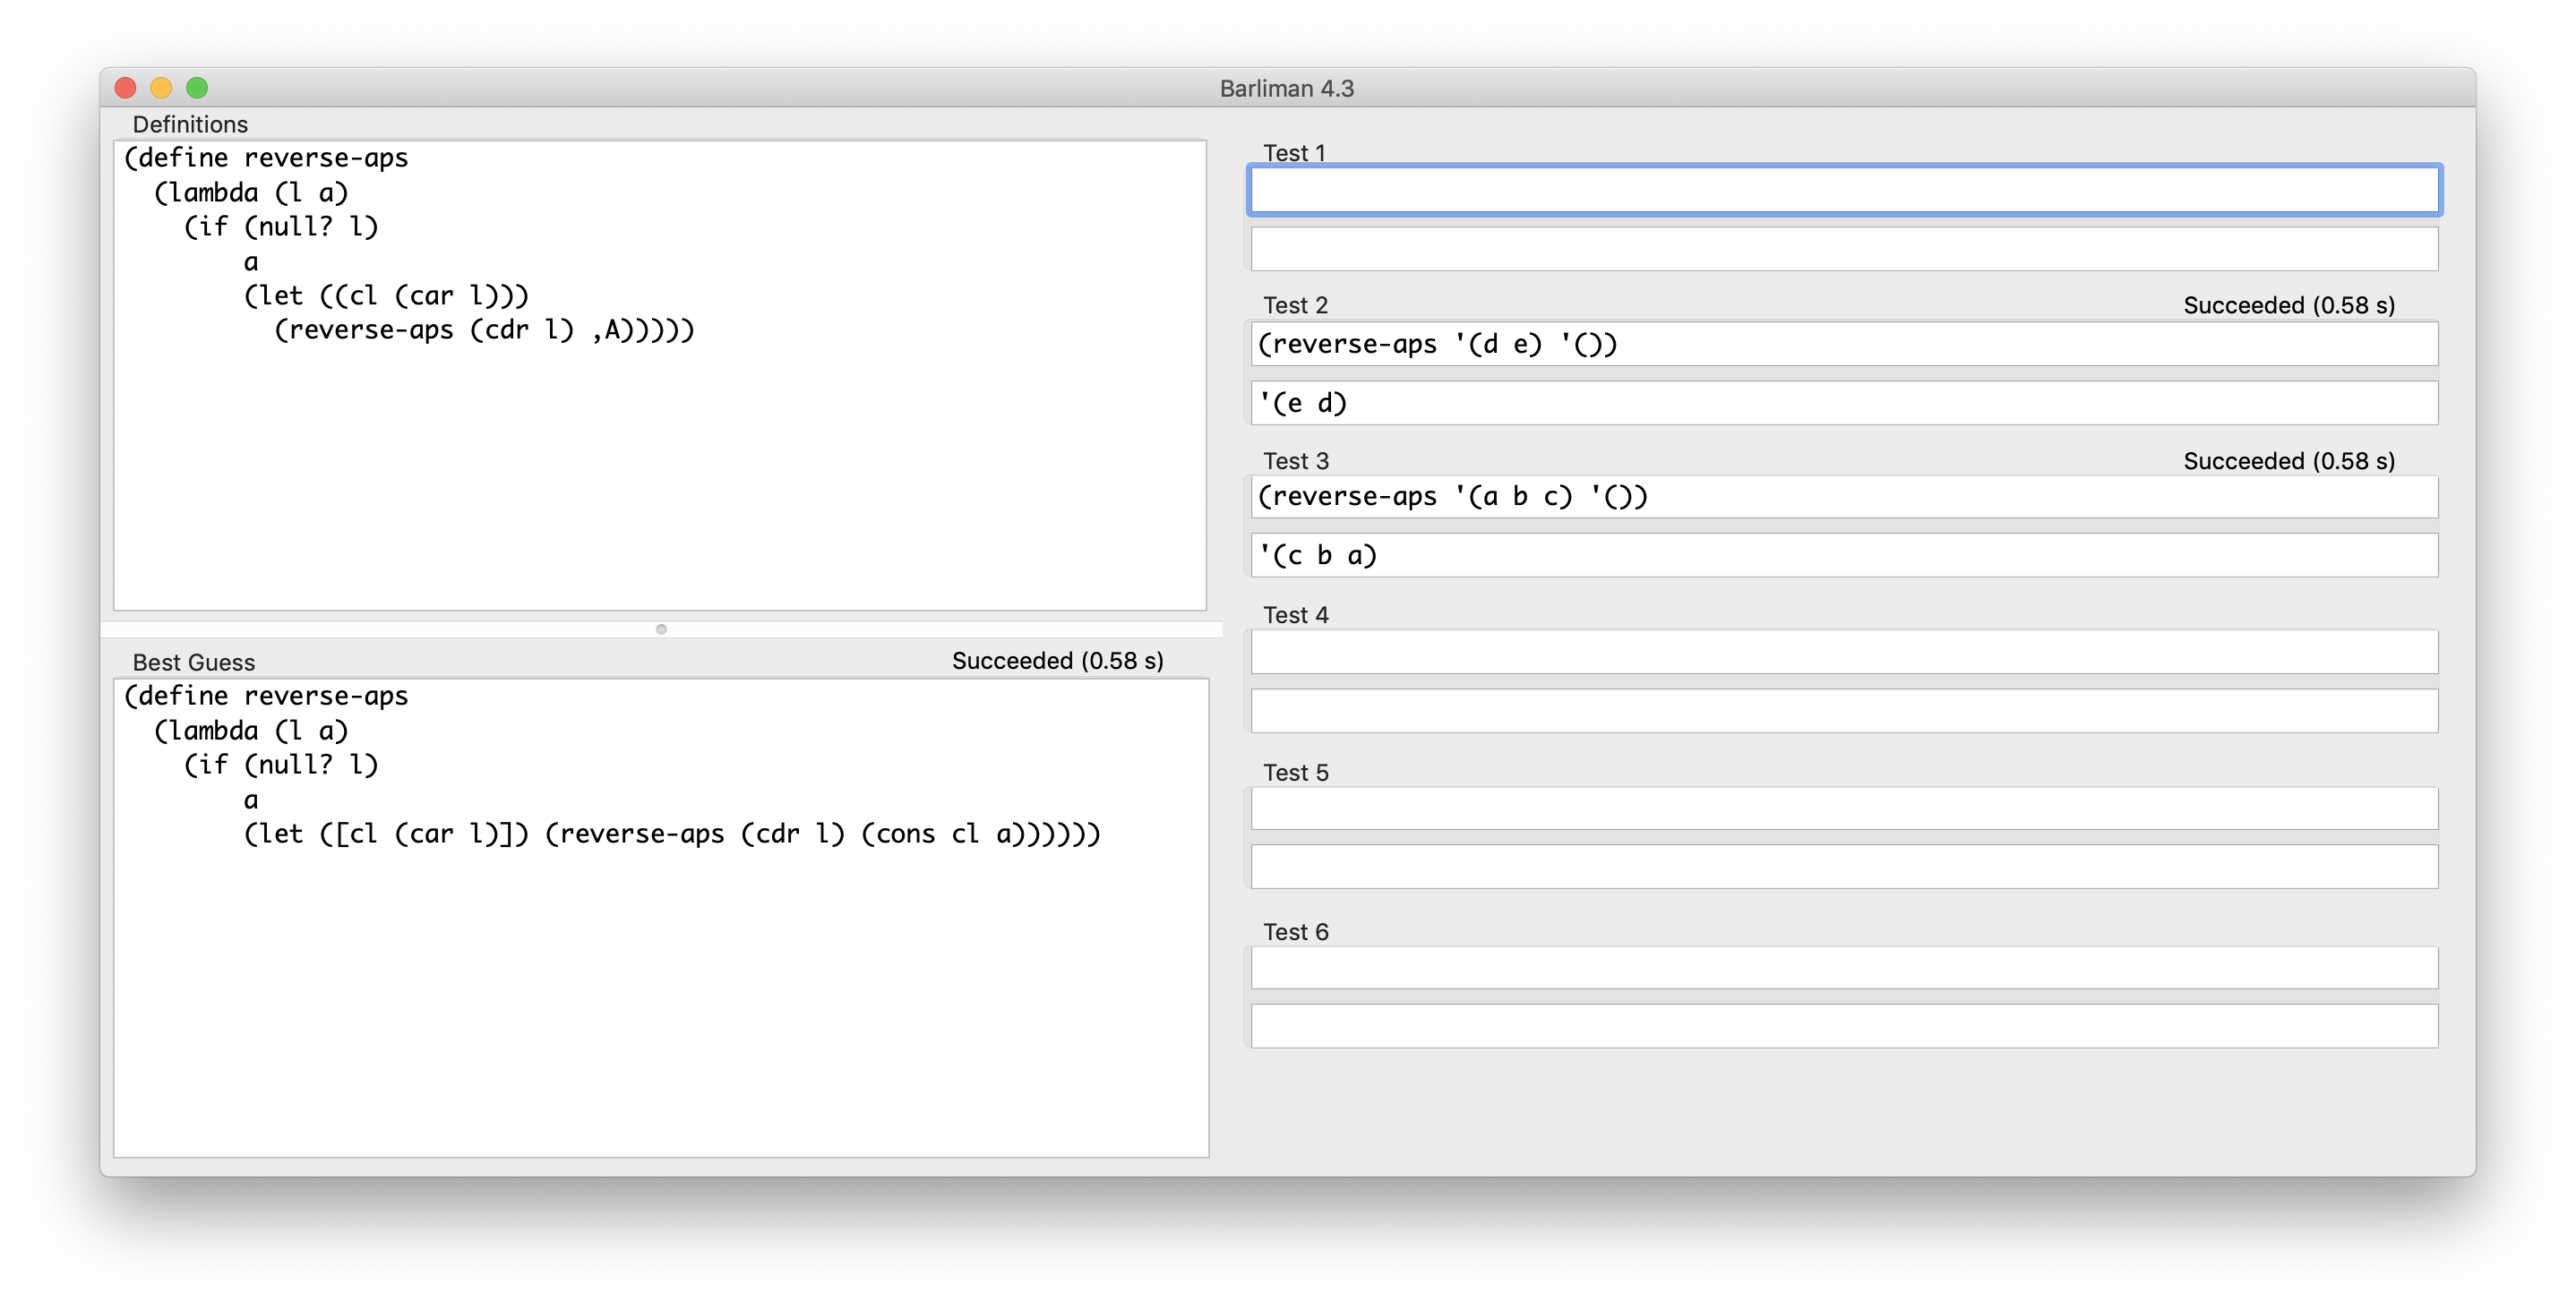 Barliman 4.3
Definitions
(define reverse-aps
  (lambda (l a)
    (if (null? l)
        a
        (let ((cl (car l)))
          (reverse-aps (cdr l) ,A)))))
Best Guess
Succeeded (0.58 s)
(define reverse-aps
  (lambda (l a)
    (if (null? l)
        a
        (let ([cl (car l)]) (reverse-aps (cdr l) (cons cl a))))))
Test 1
Test 2
Succeeded (0.58 s)
(reverse-aps '(d e) '())
'(e d)
Test 3
Succeeded (0.58 s)
(reverse-aps '(a b c) '())
'(c b a)
Test 4
Test 5
Test 6